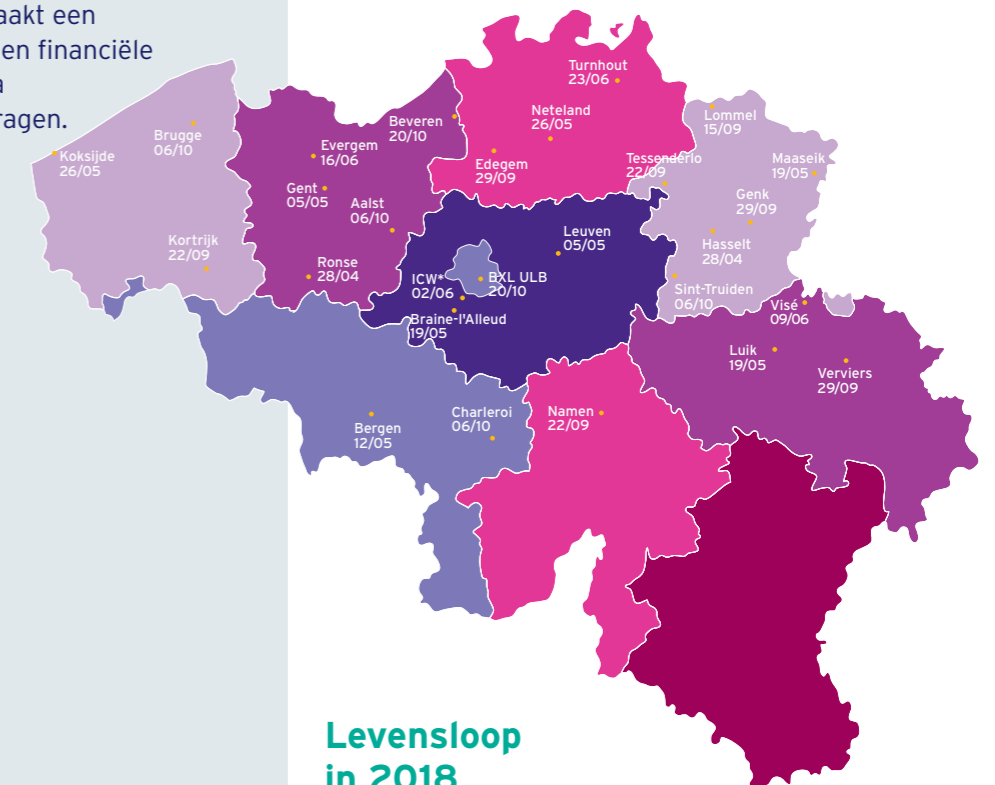 aakt een
en financiële
ragen.
Turnhout
23/06
Neteland
26/05
Beveren
20/10
Lommel
15/09
Brugge
06/10
Koksijde
26/05
Evergem
16/06
Edegem
29/09
Tessenderlo
22/09
Maaseik
19/05
Gent
05/05
Aalst
06/10
Genk
29/09
Kortrijk
22/09
Leuven
05/05
Hasselt
28/04
Ronse
28/04
ICW*
02/06
BXL ULB
20/10
Sint-Truiden
06/10
Braine-l'Alleud
19/05
Visé
09/06
Luik
19/05
Verviers
29/09
Bergen
12/05
Charleroi
06/10
Namen
22/09
Levensloop
in 2018